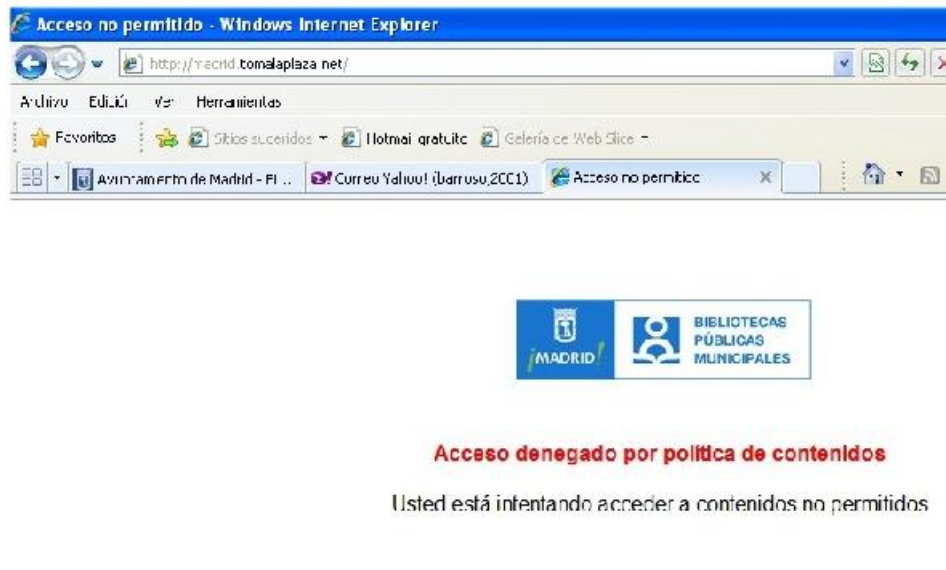 Acceso no permitido - Windows Internet Explorer
http://madrid.tomalaplaza.net/
Archivo Edición Ver Herramientas
Favoritos Sitios sugeridos Hotmail gratuito Galería de Web Slice
Ayuntamiento de Madrid - El ... Correo Yahoo! Acceso no permitido
¡MADRID!
BIBLIOTECAS
PÚBLICAS
MUNICIPALES
Acceso denegado por política de contenidos
Usted está intentando acceder a contenidos no permitidos